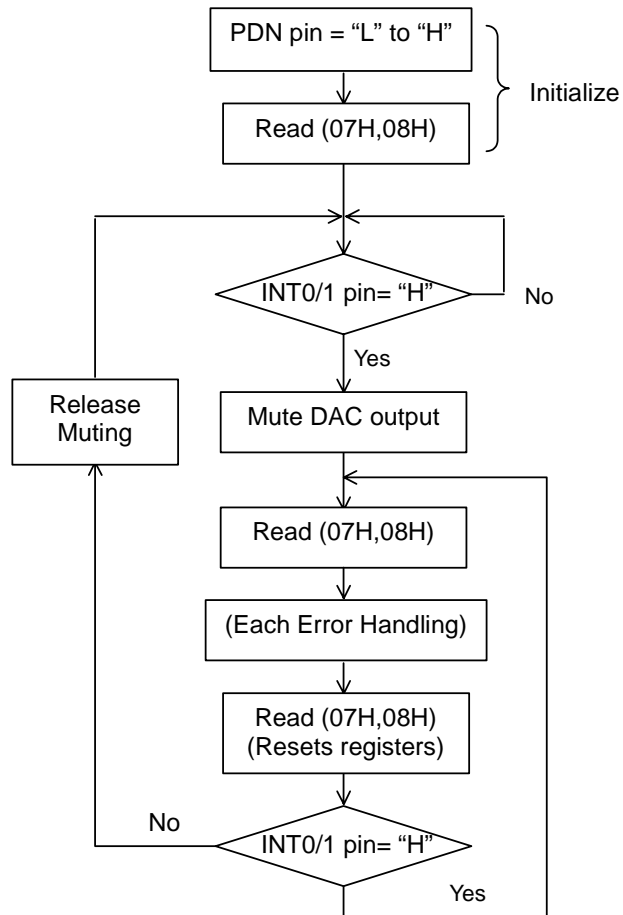 PDN pin = “L” to “H”
Initialize
Read (07H,08H)
INT0/1 pin= “H”
No
Yes
Release
Muting
Mute DAC output
Read (07H,08H)
(Each Error Handling)
Read (07H,08H)
(Resets registers)
No
INT0/1 pin= “H”
Yes